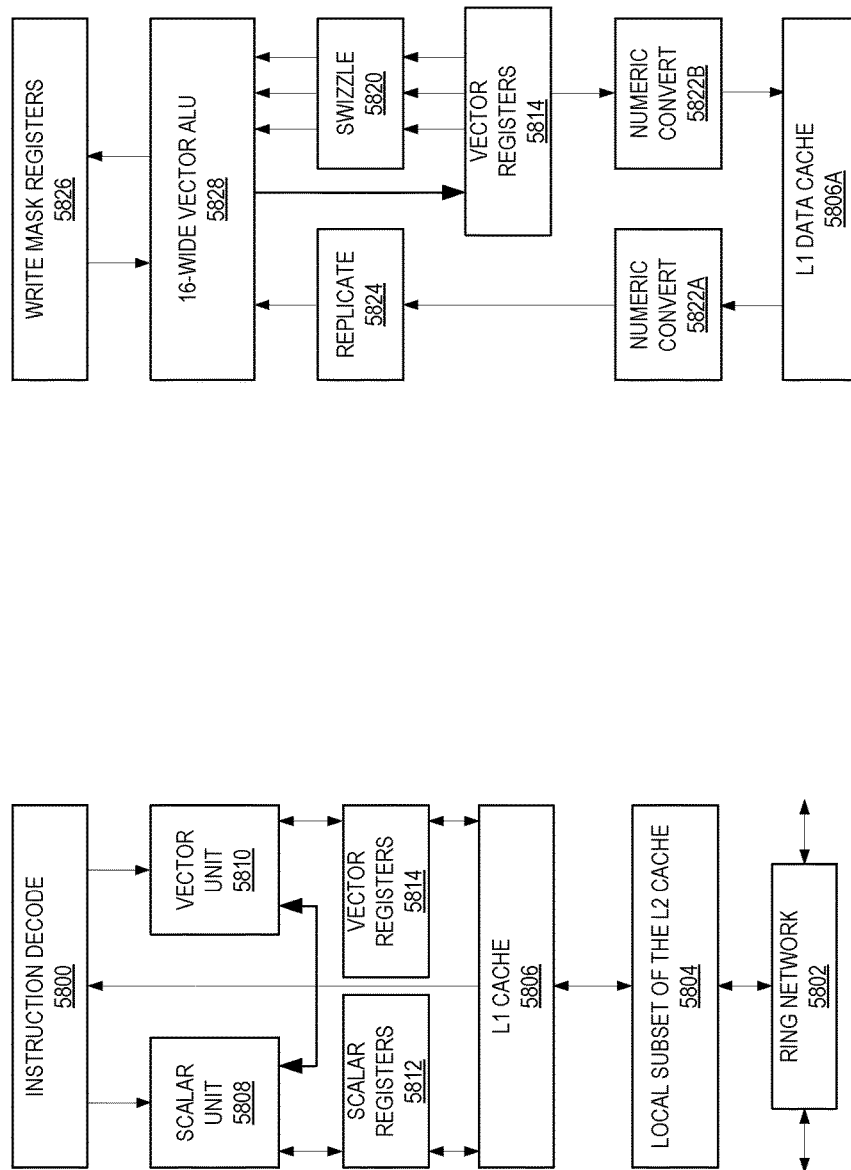 INSTRUCTION DECODE
5800
SCALAR
UNIT
5808
VECTOR
UNIT
5810
SCALAR
REGISTERS
5812
VECTOR
REGISTERS
5814
L1 CACHE
5806
LOCAL SUBSET OF THE L2 CACHE
5804
RING NETWORK
5802
WRITE MASK REGISTERS
5826
16-WIDE VECTOR ALU
5828
REPLICATE
5824
SWIZZLE
5820
VECTOR
REGISTERS
5814
NUMERIC
CONVERT
5822A
NUMERIC
CONVERT
5822B
L1 DATA CACHE
5806A